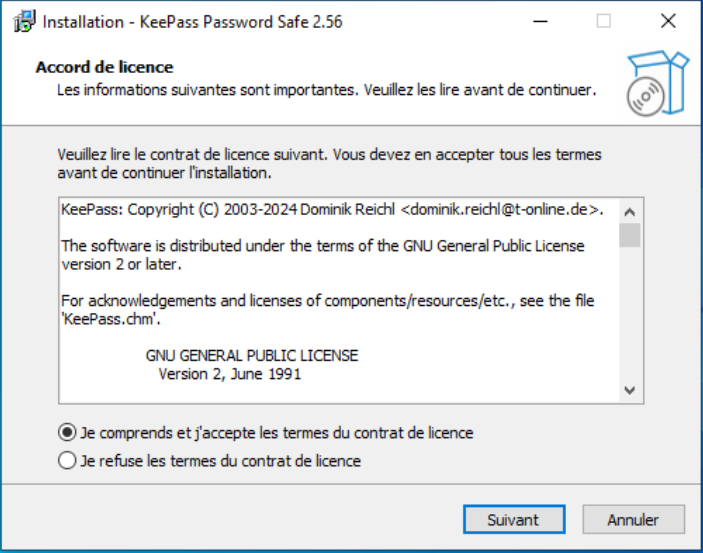 Installation - KeePass Password Safe 2.56
Accord de licence
Les informations suivantes sont importantes. Veuillez les lire avant de continuer.
Veuillez lire le contrat de licence suivant. Vous devez en accepter tous les termes
avant de continuer l'installation.
KeePass: Copyright (C) 2003-2024 Dominik Reichl <dominik.reichl@t-online.de>.
The software is distributed under the terms of the GNU General Public License
version 2 or later.
For acknowledgements and licenses of components/resources/etc., see the file
'KeePass.chm'.
GNU GENERAL PUBLIC LICENSE
Version 2, June 1991
Je comprends et j'accepte les termes du contrat de licence
Je refuse les termes du contrat de licence
Suivant
Annuler